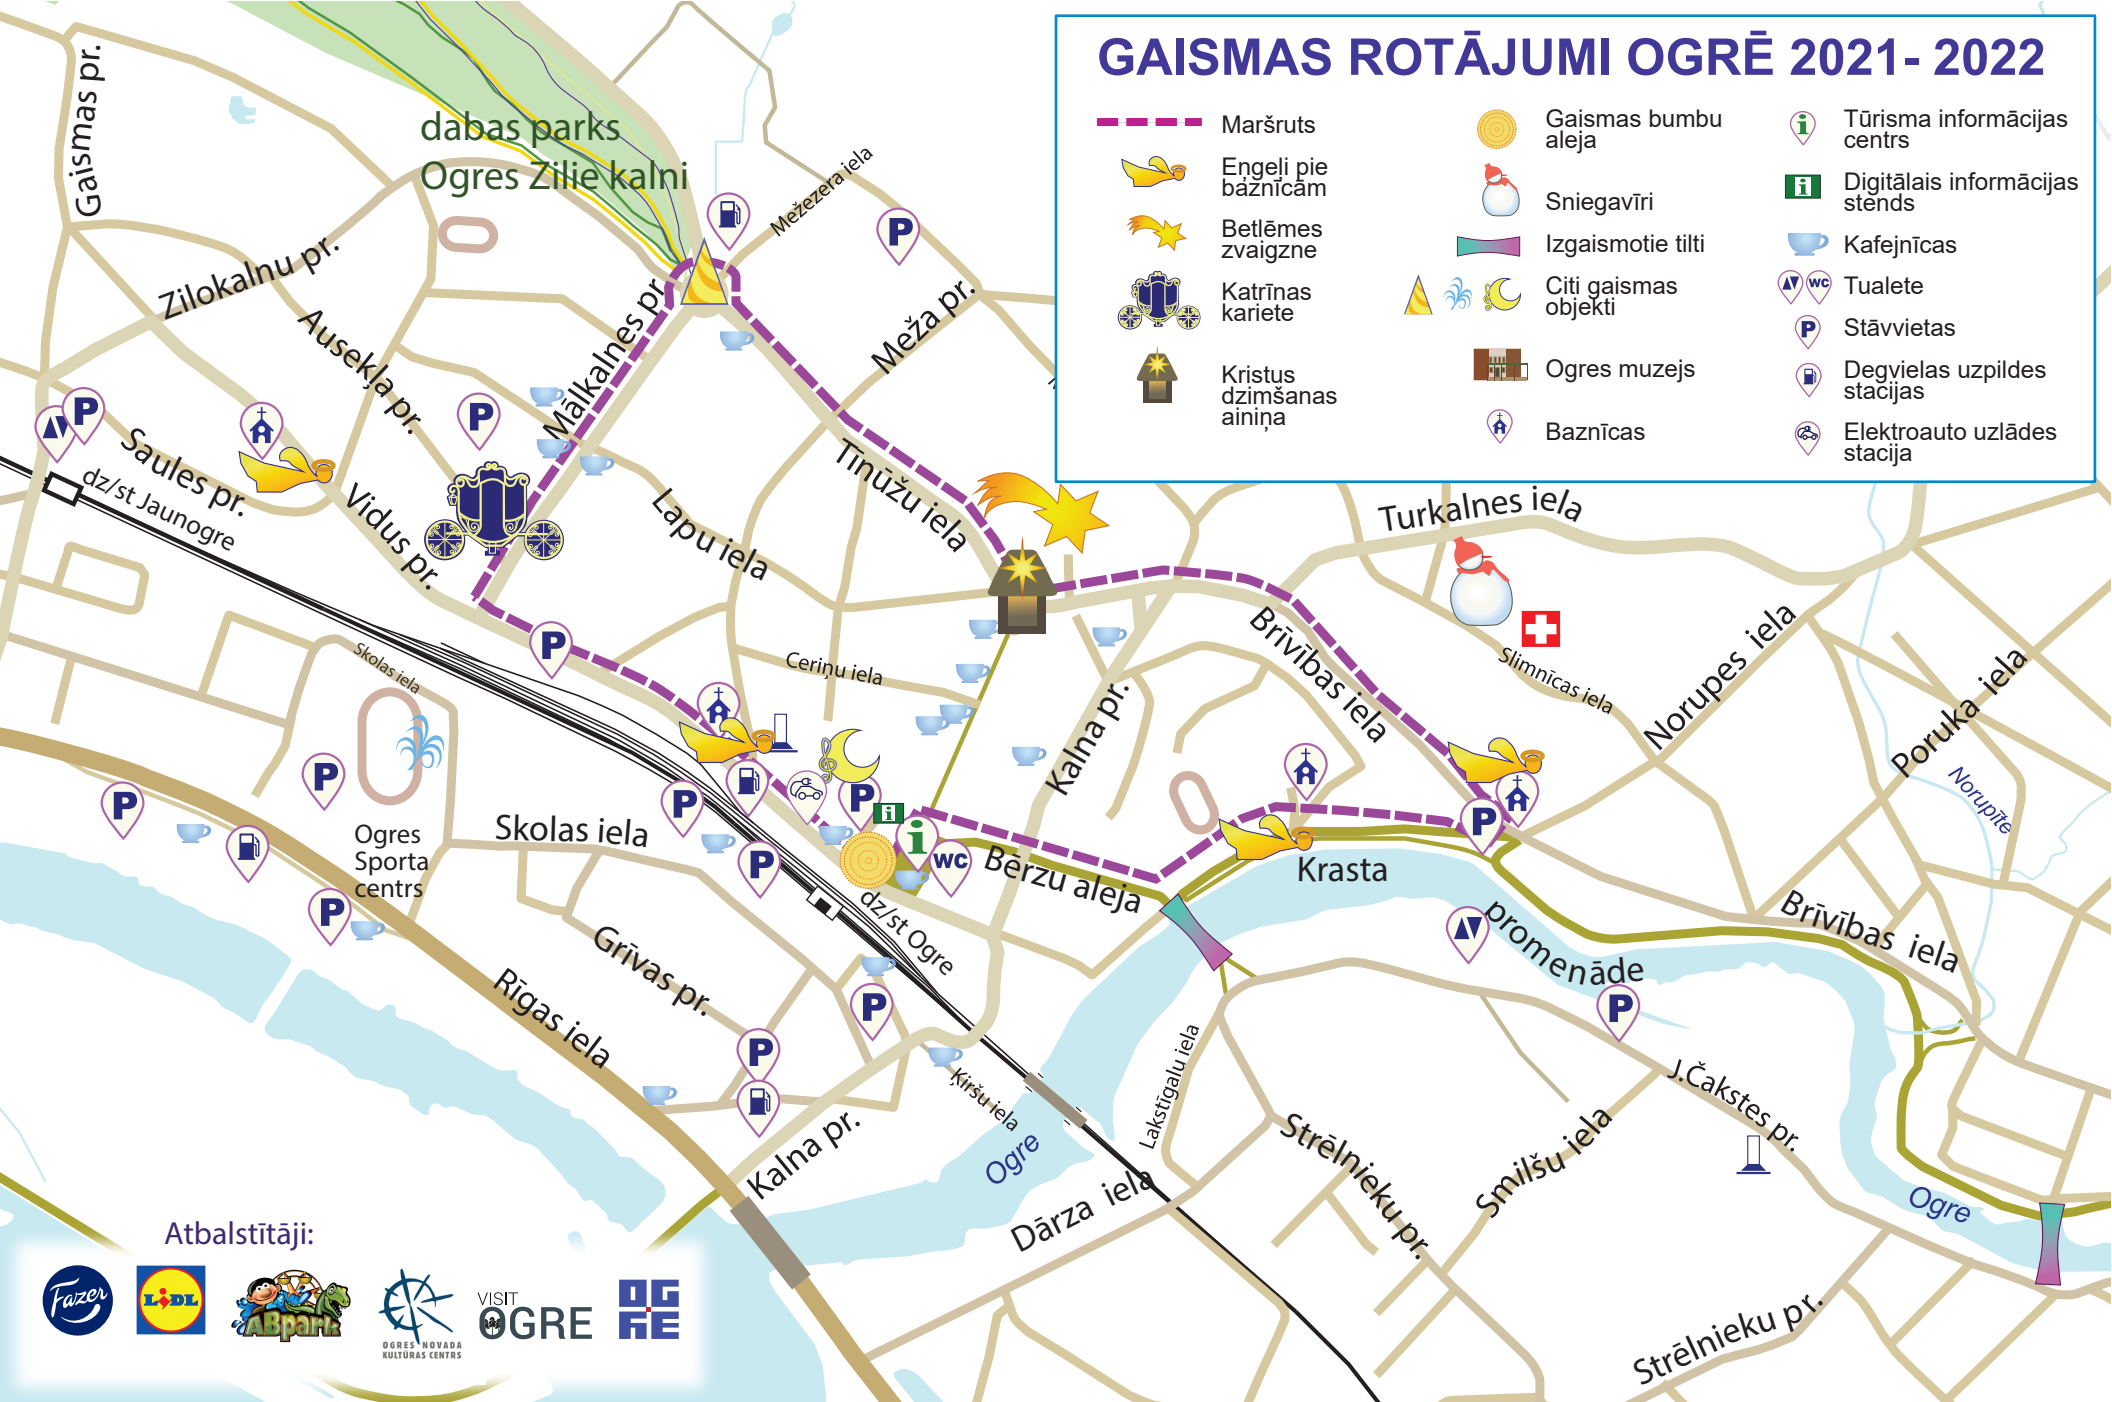 GAISMAS ROTĀJUMI OGRĒ 2021- 2022
Maršruts
Eņģeļi pie
baznīcām
Betlēmes
zvaigzne
Katrīnas
kariete
Kristus
dzimšanas
ainiņa
Gaismas bumbu
aleja
Sniegavīri
Izgaismotie tilti
Citi gaismas
objekti
Ogres muzejs
Baznīcas
Tūrisma informācijas
centrs
Digitālais informācijas
stends
Kafejnīcas
Tualete
Stāvvietas
Degvielas uzpildes
stacijas
Elektroauto uzlādes
stacija
WC
P
i
i
dabas parks
Ogres Zilie kalni
Gaismas pr.
Zilokalnu pr.
Ausekļa pr.
Mālkalnes pr.
Mežezera iela
Meža pr.
Saules pr.
dz/st Jaunogre
Vidus pr.
Lapu iela
Tīnūžu iela
Turkalnes iela
Skolas iela
Ceriņu iela
Brīvības iela
Slimnīcas iela
Norupes iela
Poruka iela
Norupīte
Kalna pr.
Ogres
Sporta
centrs
Skolas iela
Bērzu aleja
Krasta
promenāde
Brīvības iela
dz/st Ogre
Grīvas pr.
Rīgas iela
Ķiršu iela
Kalna pr.
Ogre
Lakstīgalu iela
Dārza iela
Strēlnieku pr.
Smilšu iela
J.Čakstes pr.
Ogre
Strēlnieku pr.
P
P
P
P
P
P
P
P
P
P
P
P
P
P
i
i
WC
Atbalstītāji:
Fazer
LIDL
ABpark
OGRES NOVADA
KULTŪRAS CENTRS
VISIT
OGRE
OG
RE